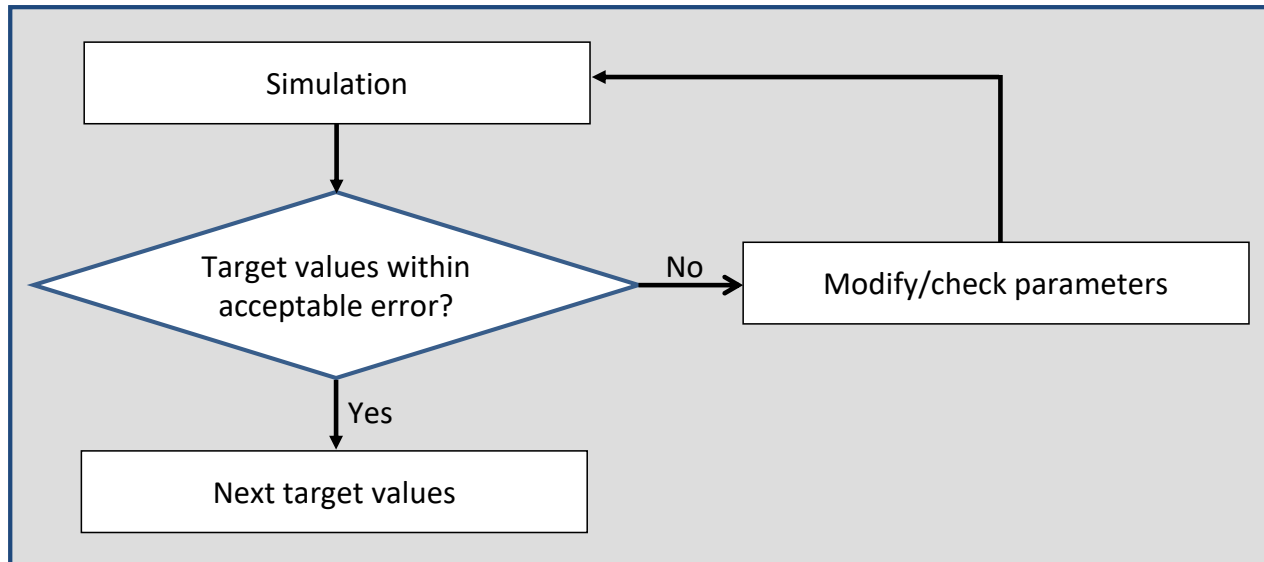 Simulation
Target values within
acceptable error?
No
Modify/check parameters
Yes
Next target values